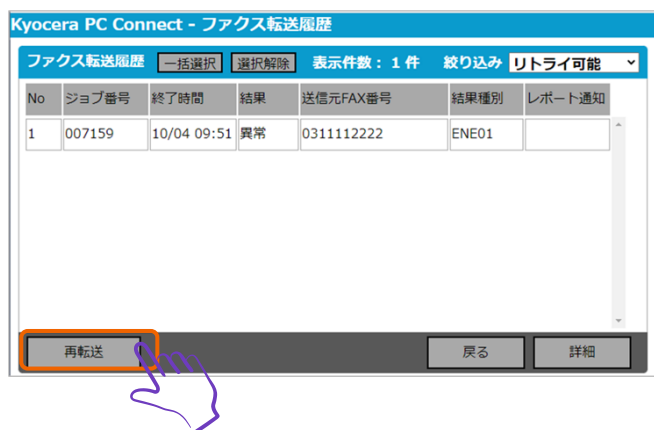 Kyocera PC Connect - ファクス転送履歴
ファクス転送履歴 一括選択 選択解除 表示件数： 1 件 絞り込み リトライ可能
No ジョブ番号 終了時間 結果 送信元FAX番号 結果種別 レポート通知
1 007159 10/04 09:51 異常 0311112222 ENE01
再転送 戻る 詳細